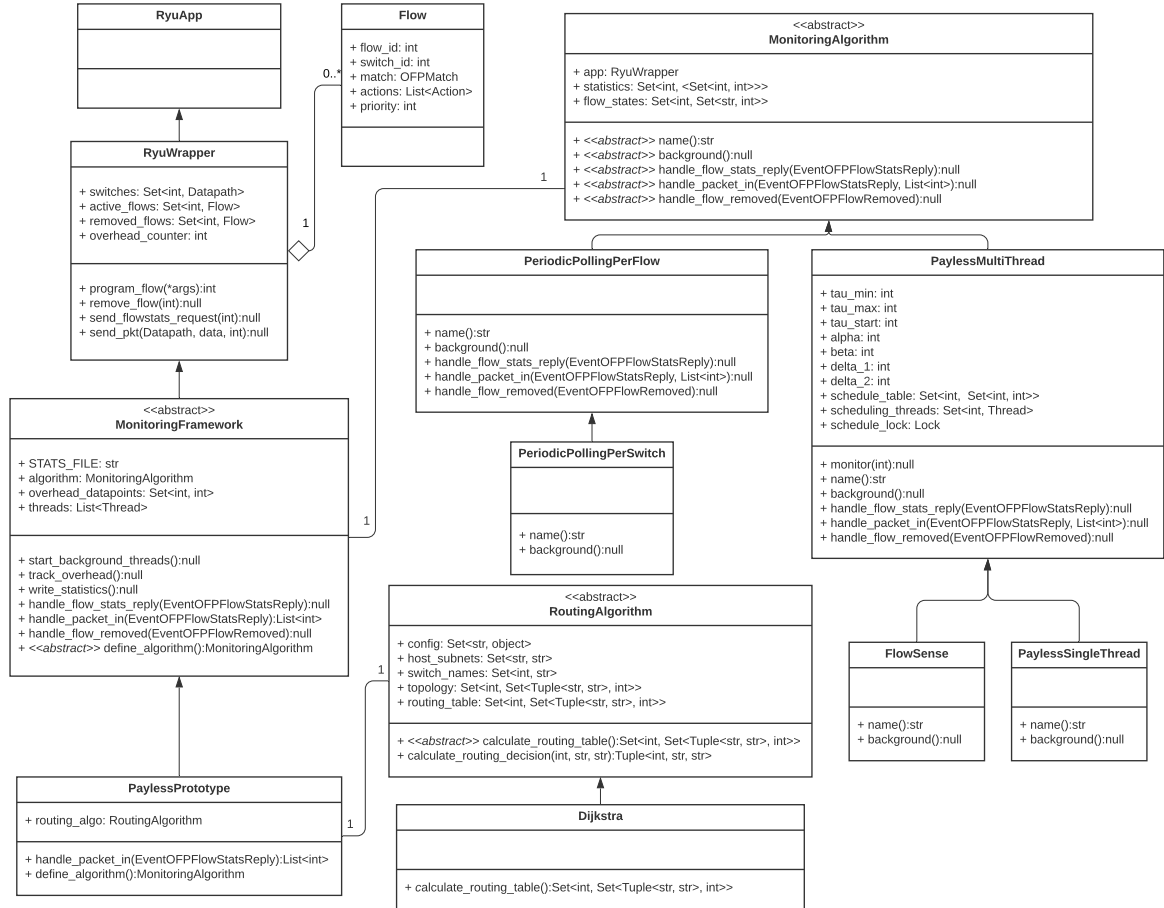 RyuApp
Flow
+ flow_id: int
+ switch_id: int
+ match: OFPMatch
+ actions: List<Action>
+ priority: int
0..*
1
RyuWrapper
+ switches: Set<int, Datapath>
+ active_flows: Set<int, Flow>
+ removed_flows: Set<int, Flow>
+ overhead_counter: int
+ program_flow(*args):int
+ remove_flow(int):null
+ send_flowstats_request(int):null
+ send_pkt(Datapath, data, int):null
<<abstract>>
MonitoringAlgorithm
+ app: RyuWrapper
+ statistics: Set<int, <Set<int, int>>>
+ flow_states: Set<int, Set<str, int>>
+ <<abstract>> name():str
+ <<abstract>> background():null
+ <<abstract>> handle_flow_stats_reply(EventOFPFlowStatsReply):null
+ <<abstract>> handle_packet_in(EventOFPFlowStatsReply, List<int>):null
+ <<abstract>> handle_flow_removed(EventOFPFlowRemoved):null
1
1
PeriodicPollingPerFlow
+ name():str
+ background():null
+ handle_flow_stats_reply(EventOFPFlowStatsReply):null
+ handle_packet_in(EventOFPFlowStatsReply, List<int>):null
+ handle_flow_removed(EventOFPFlowRemoved):null
PaylessMultiThread
+ tau_min: int
+ tau_max: int
+ tau_start: int
+ alpha: int
+ beta: int
+ delta_1: int
+ delta_2: int
+ schedule_table: Set<int,  Set<int, int>>
+ scheduling_threads: Set<int, Thread>
+ schedule_lock: Lock
+ monitor(int):null
+ name():str
+ background():null
+ handle_flow_stats_reply(EventOFPFlowStatsReply):null
+ handle_packet_in(EventOFPFlowStatsReply, List<int>):null
+ handle_flow_removed(EventOFPFlowRemoved):null
<<abstract>>
MonitoringFramework
+ STATS_FILE: str
+ algorithm: MonitoringAlgorithm
+ overhead_datapoints: Set<int, int>
+ threads: List<Thread>
+ start_background_threads():null
+ track_overhead():null
+ write_statistics():null
+ handle_flow_stats_reply(EventOFPFlowStatsReply):null
+ handle_packet_in(EventOFPFlowStatsReply):List<int>
+ handle_flow_removed(EventOFPFlowRemoved):null
+ <<abstract>> define_algorithm():MonitoringAlgorithm
PeriodicPollingPerSwitch
+ name():str
+ background():null
<<abstract>>
RoutingAlgorithm
+ config: Set<str, object>
+ host_subnets: Set<str, str>
+ switch_names: Set<int, str>
+ topology: Set<int, Set<Tuple<str, str>, int>>
+ routing_table: Set<int, Set<Tuple<str, str>, int>>
+ <<abstract>> calculate_routing_table():Set<int, Set<Tuple<str, str>, int>>
+ calculate_routing_decision(int, str, str):Tuple<int, str, str>
1
1
FlowSense
+ name():str
+ background():null
PaylessSingleThread
+ name():str
+ background():null
PaylessPrototype
+ routing_algo: RoutingAlgorithm
+ handle_packet_in(EventOFPFlowStatsReply):List<int>
+ define_algorithm():MonitoringAlgorithm
Dijkstra
+ calculate_routing_table():Set<int, Set<Tuple<str, str>, int>>